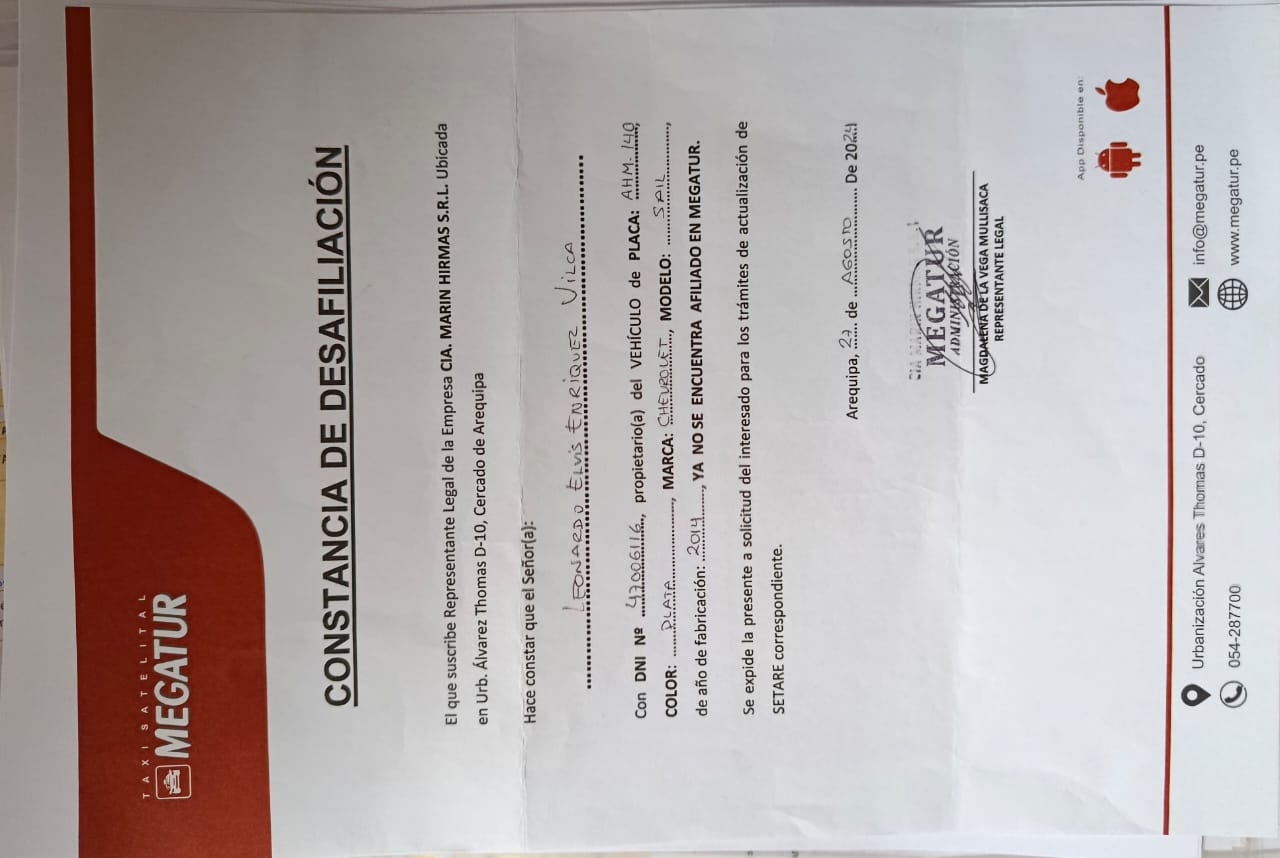 TAXI SATELITAL
MEGATUR
CONSTANCIA DE DESAFILIACIÓN
El que suscribe Representante Legal de la Empresa CIA. MARIN HIRMAS S.R.L. Ubicada
en Urb. Álvarez Thomas D-10, Cercado de Arequipa
Hace constar que el Señor(a):
LEONARDO ELVIS ENRIQUEZ VILCA
Con DNI Nº 47006116, propietario(a) del VEHÍCULO de PLACA: AHM-140,
COLOR: PLATA, MARCA: CHEVROLET, MODELO: SAIL,
de año de fabricación: 2014, YA NO SE ENCUENTRA AFILIADO EN MEGATUR.
Se expide la presente a solicitud del interesado para los trámites de actualización de
SETARE correspondiente.
Arequipa, 27 de AGOSTO De 2024
MEGATUR
ADMINISTRACIÓN
MAGDALENA DE LA VEGA MULLISACA
REPRESENTANTE LEGAL
App Disponible en:
Urbanización Alvares Thomas D-10, Cercado
info@megatur.pe
054-287700
www.megatur.pe